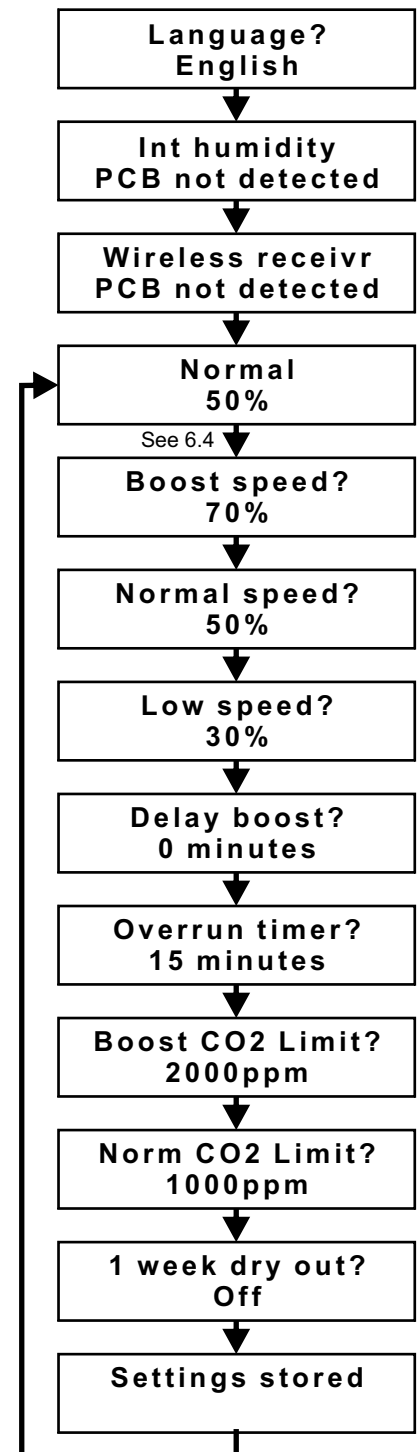 Language?
English
Int humidity
PCB not detected
Wireless receivr
PCB not detected
Normal
50%
See 6.4
Boost speed?
70%
Normal speed?
50%
Low speed?
30%
Delay boost?
0 minutes
Overrun timer?
15 minutes
Boost CO2 Limit?
2000ppm
Norm CO2 Limit?
1000ppm
1 week dry out?
Off
Settings stored